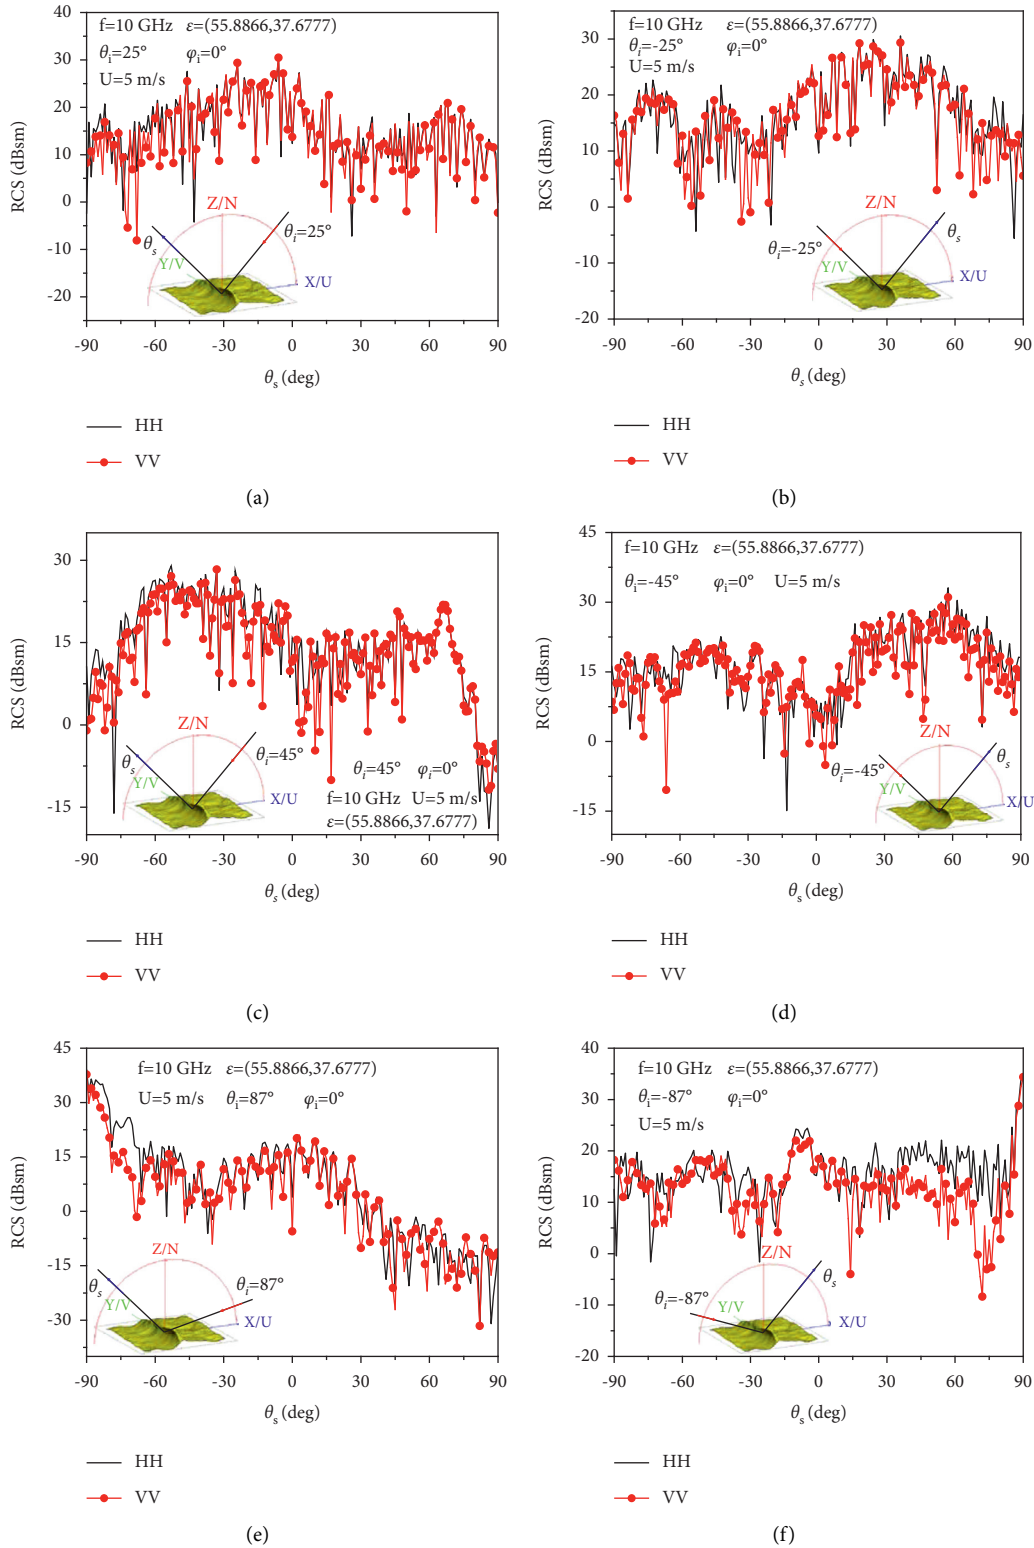 40
30
20
10
0
-10
-20
RCS (dBsm)
f=10 GHz ε=(55.8866,37.6777)
θi=25° φi=0°
U=5 m/s
Z/N
θs
θi=25°
Y/V
X/U
-90 -60 -30 0 30 60 90
θs (deg)
HH
VV
(a)
40
30
20
10
0
-10
-20
RCS (dBsm)
f=10 GHz ε=(55.8866,37.6777)
θi=-25° φi=0°
U=5 m/s
Z/N
θi=-25°
θs
Y/V
X/U
-90 -60 -30 0 30 60 90
θs (deg)
HH
VV
(b)
30
15
0
-15
RCS (dBsm)
Z/N
θs
θi=45°
Y/V
X/U
θi=45° φi=0°
f=10 GHz U=5 m/s
ε=(55.8866,37.6777)
-90 -60 -30 0 30 60 90
θs (deg)
HH
VV
(c)
45
30
15
0
-15
RCS (dBsm)
f=10 GHz ε=(55.8866,37.6777)
θi=-45° φi=0° U=5 m/s
Z/N
θi=-45°
θs
Y/V
X/U
-90 -60 -30 0 30 60 90
θs (deg)
HH
VV
(d)
45
30
15
0
-15
-30
RCS (dBsm)
f=10 GHz ε=(55.8866,37.6777)
U=5 m/s θi=87° φi=0°
Z/N
θs
θi=87°
Y/V
X/U
-90 -60 -30 0 30 60 90
θs (deg)
HH
VV
(e)
40
30
20
10
0
-10
-20
RCS (dBsm)
f=10 GHz ε=(55.8866,37.6777)
θi=-87° φi=0°
U=5 m/s
Z/N
θs
θi=-87°
Y/V
X/U
-90 -60 -30 0 30 60 90
θs (deg)
HH
VV
(f)